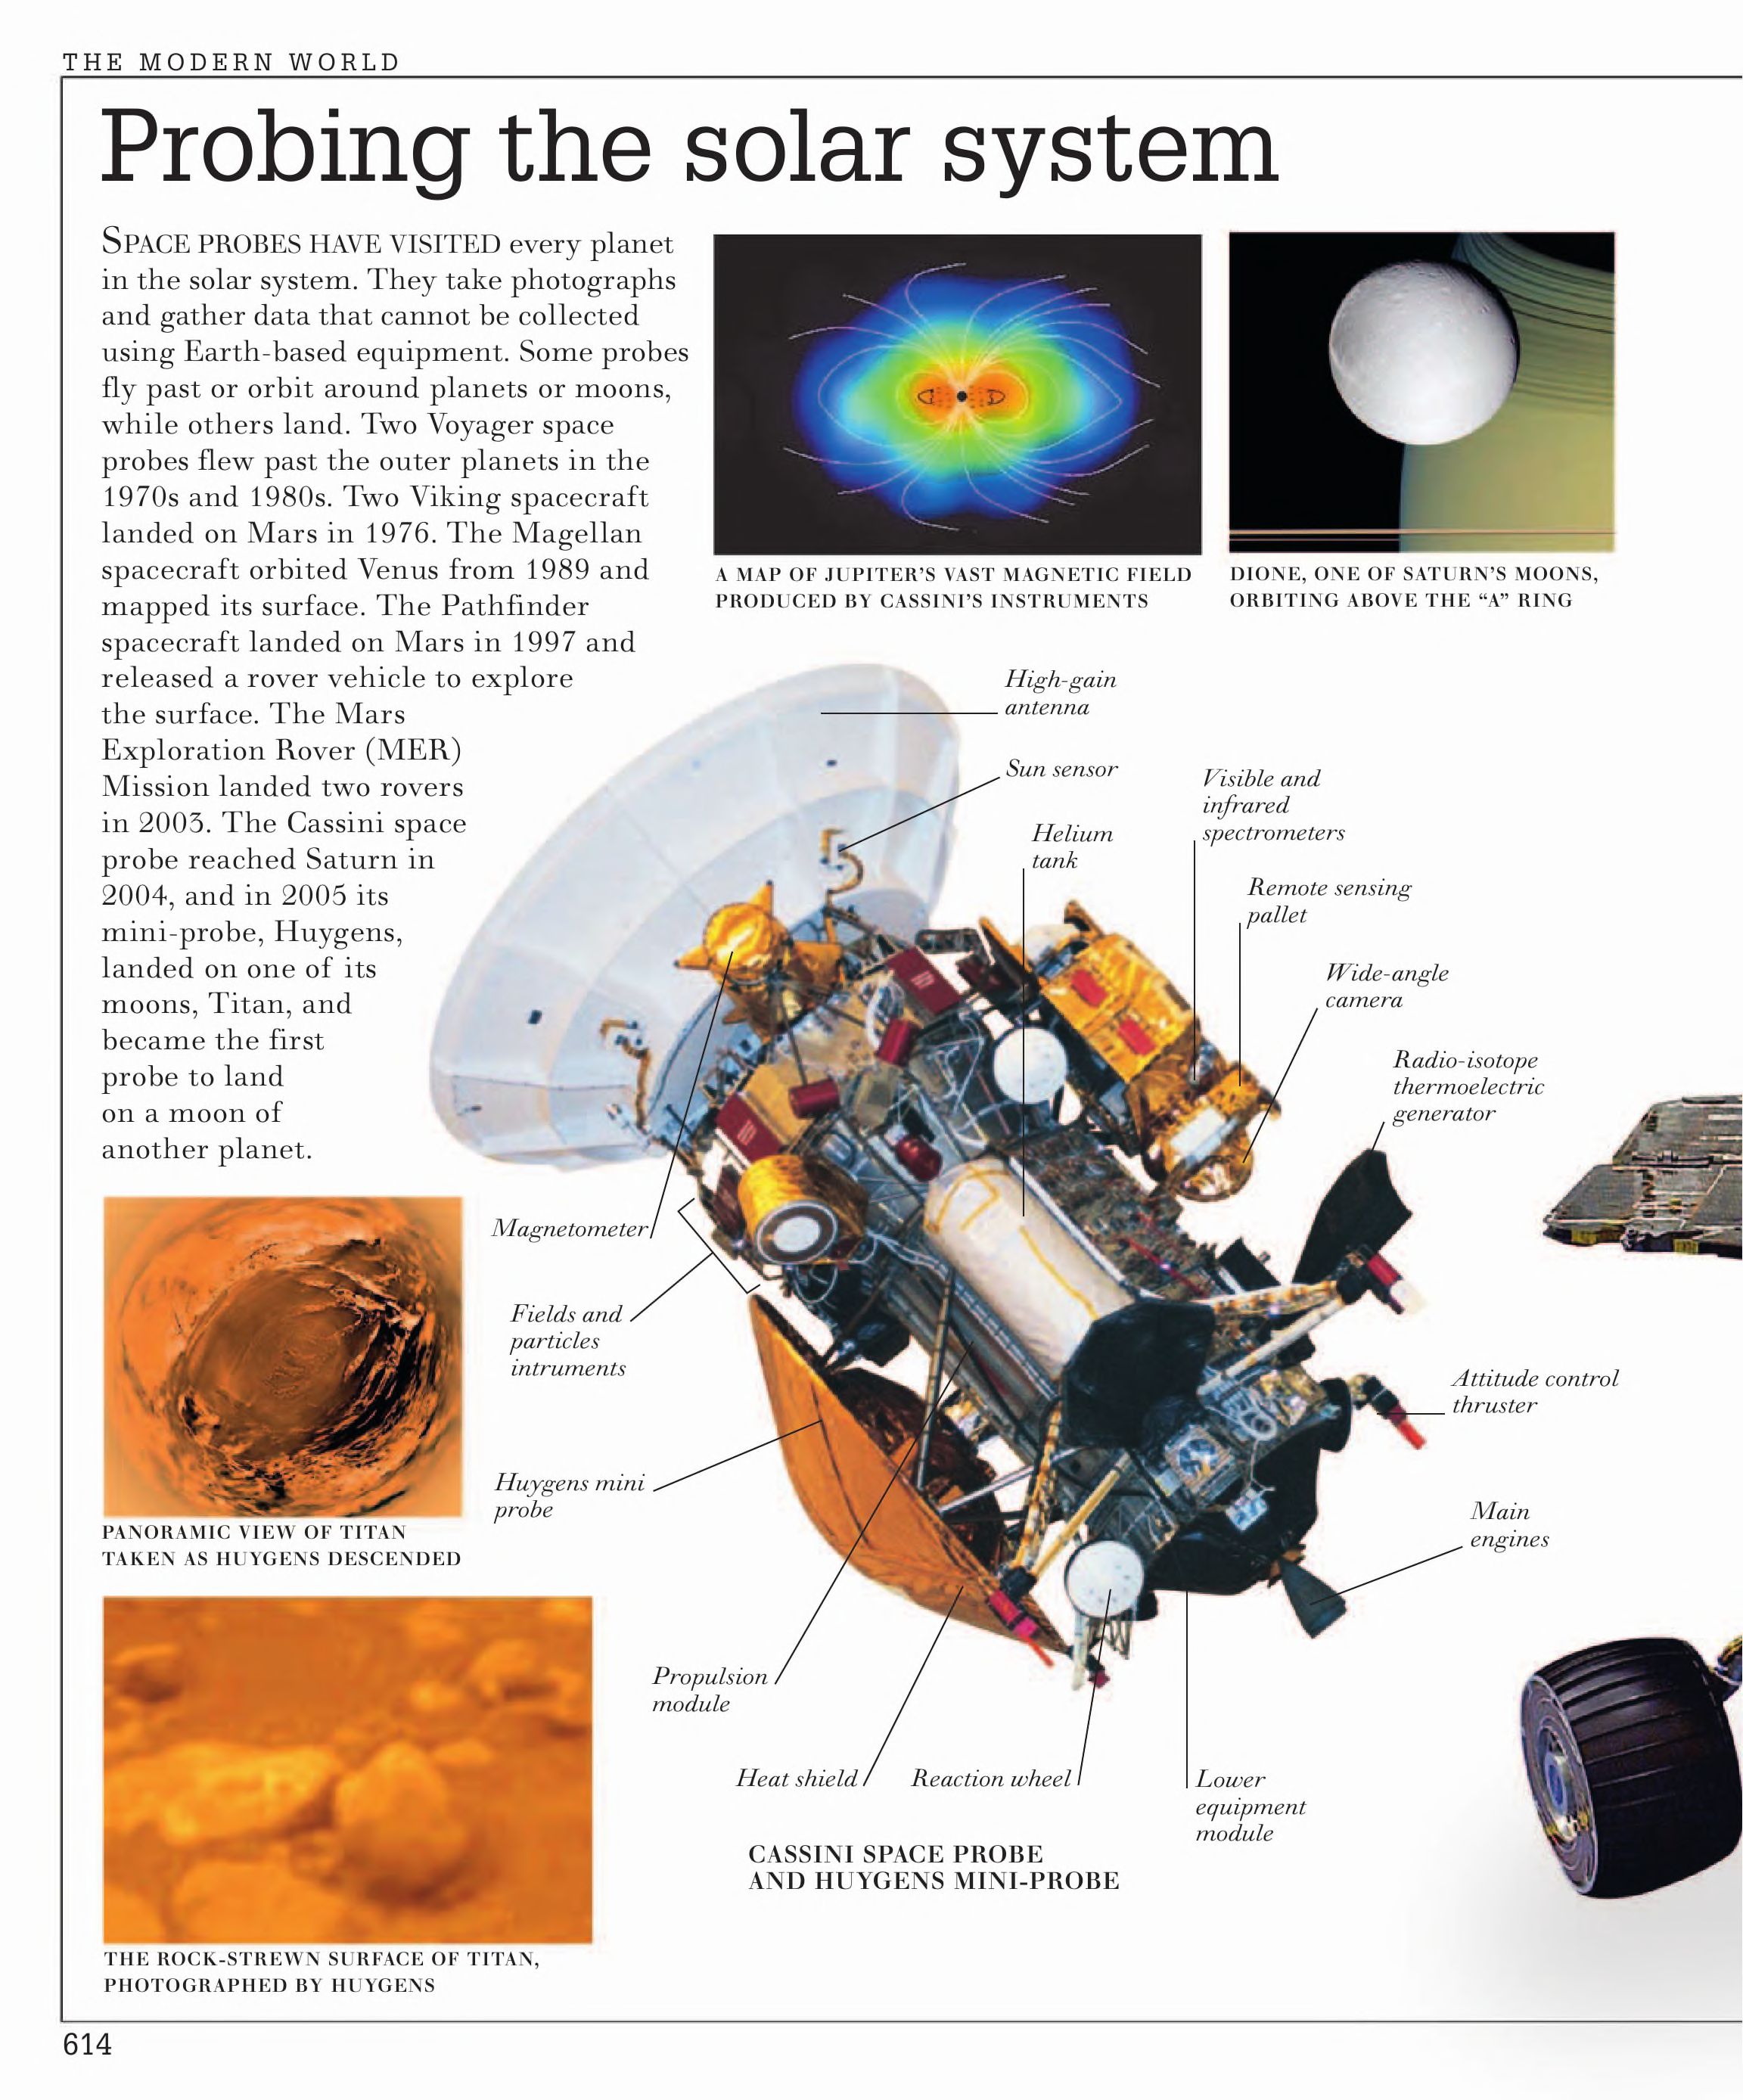 THE MODERN WORLD
Probing the solar system
SPACE PROBES HAVE VISITED every planet
in the solar system. They take photographs
and gather data that cannot be collected
using Earth-based equipment. Some probes
fly past or orbit around planets or moons,
while others land. Two Voyager space
probes flew past the outer planets in the
1970s and 1980s. Two Viking spacecraft
landed on Mars in 1976. The Magellan
spacecraft orbited Venus from 1989 and
mapped its surface. The Pathfinder
spacecraft landed on Mars in 1997 and
released a rover vehicle to explore
the surface. The Mars
Exploration Rover (MER)
Mission landed two rovers
in 2003. The Cassini space
probe reached Saturn in
2004, and in 2005 its
mini-probe, Huygens,
landed on one of its
moons, Titan, and
became the first
probe to land
on a moon of
another planet.
A MAP OF JUPITER'S VAST MAGNETIC FIELD
PRODUCED BY CASSINI'S INSTRUMENTS
DIONE, ONE OF SATURN'S MOONS,
ORBITING ABOVE THE “A” RING
High-gain
antenna
Sun sensor
Helium
tank
Visible and
infrared
spectrometers
Remote sensing
pallet
Wide-angle
camera
Radio-isotope
thermoelectric
generator
Magnetometer
Fields and
particles
intruments
Huygens mini
probe
Attitude control
thruster
Main
engines
Propulsion
module
Heat shield
Reaction wheel
Lower
equipment
module
CASSINI SPACE PROBE
AND HUYGENS MINI-PROBE
PANORAMIC VIEW OF TITAN
TAKEN AS HUYGENS DESCENDED
THE ROCK-STREWN SURFACE OF TITAN,
PHOTOGRAPHED BY HUYGENS
614